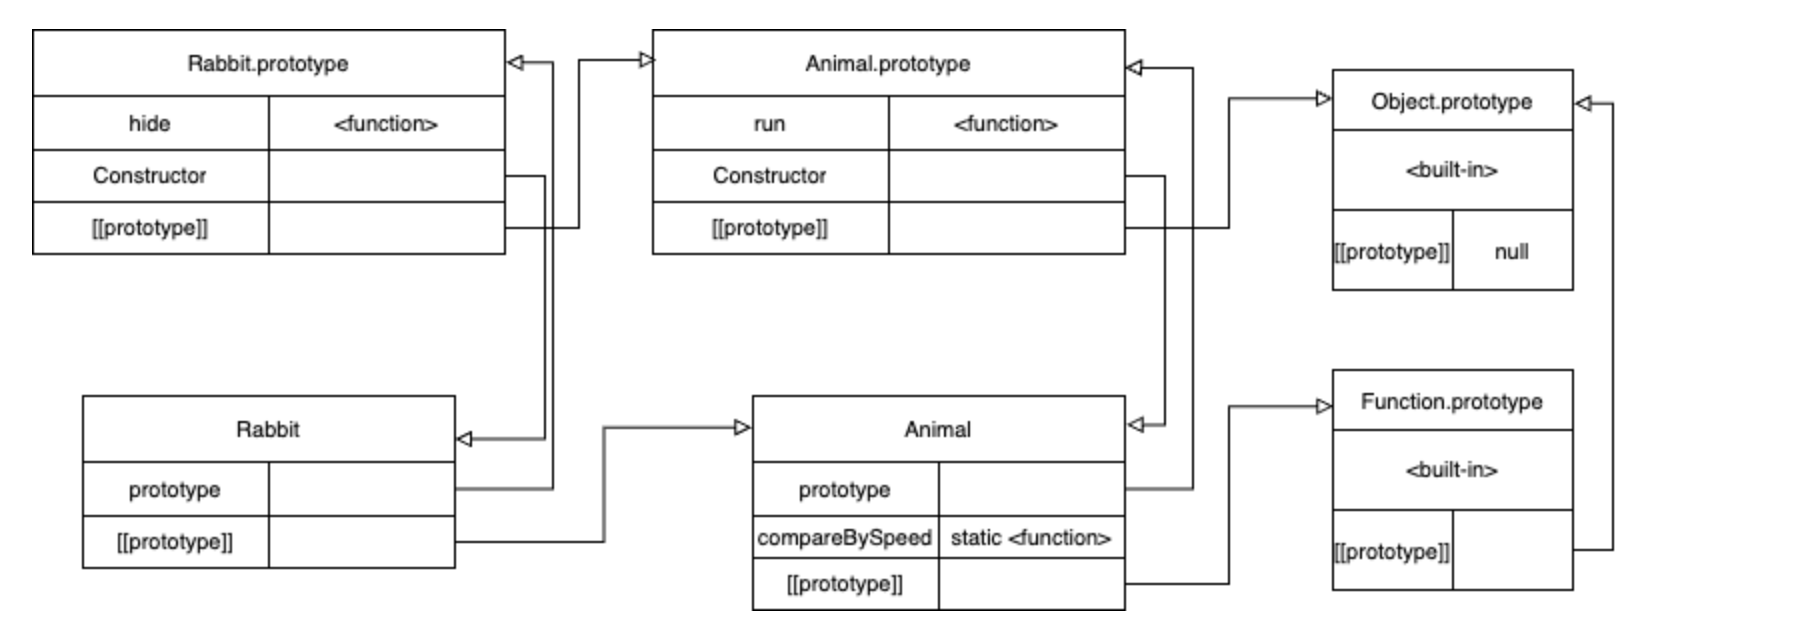 Rabbit.prototype
hide <function>
Constructor
[[prototype]]
Animal.prototype
run <function>
Constructor
[[prototype]]
Object.prototype
<built-in>
[[prototype]] null
Rabbit
prototype
[[prototype]]
Animal
prototype
compareBySpeed static <function>
[[prototype]]
Function.prototype
<built-in>
[[prototype]]